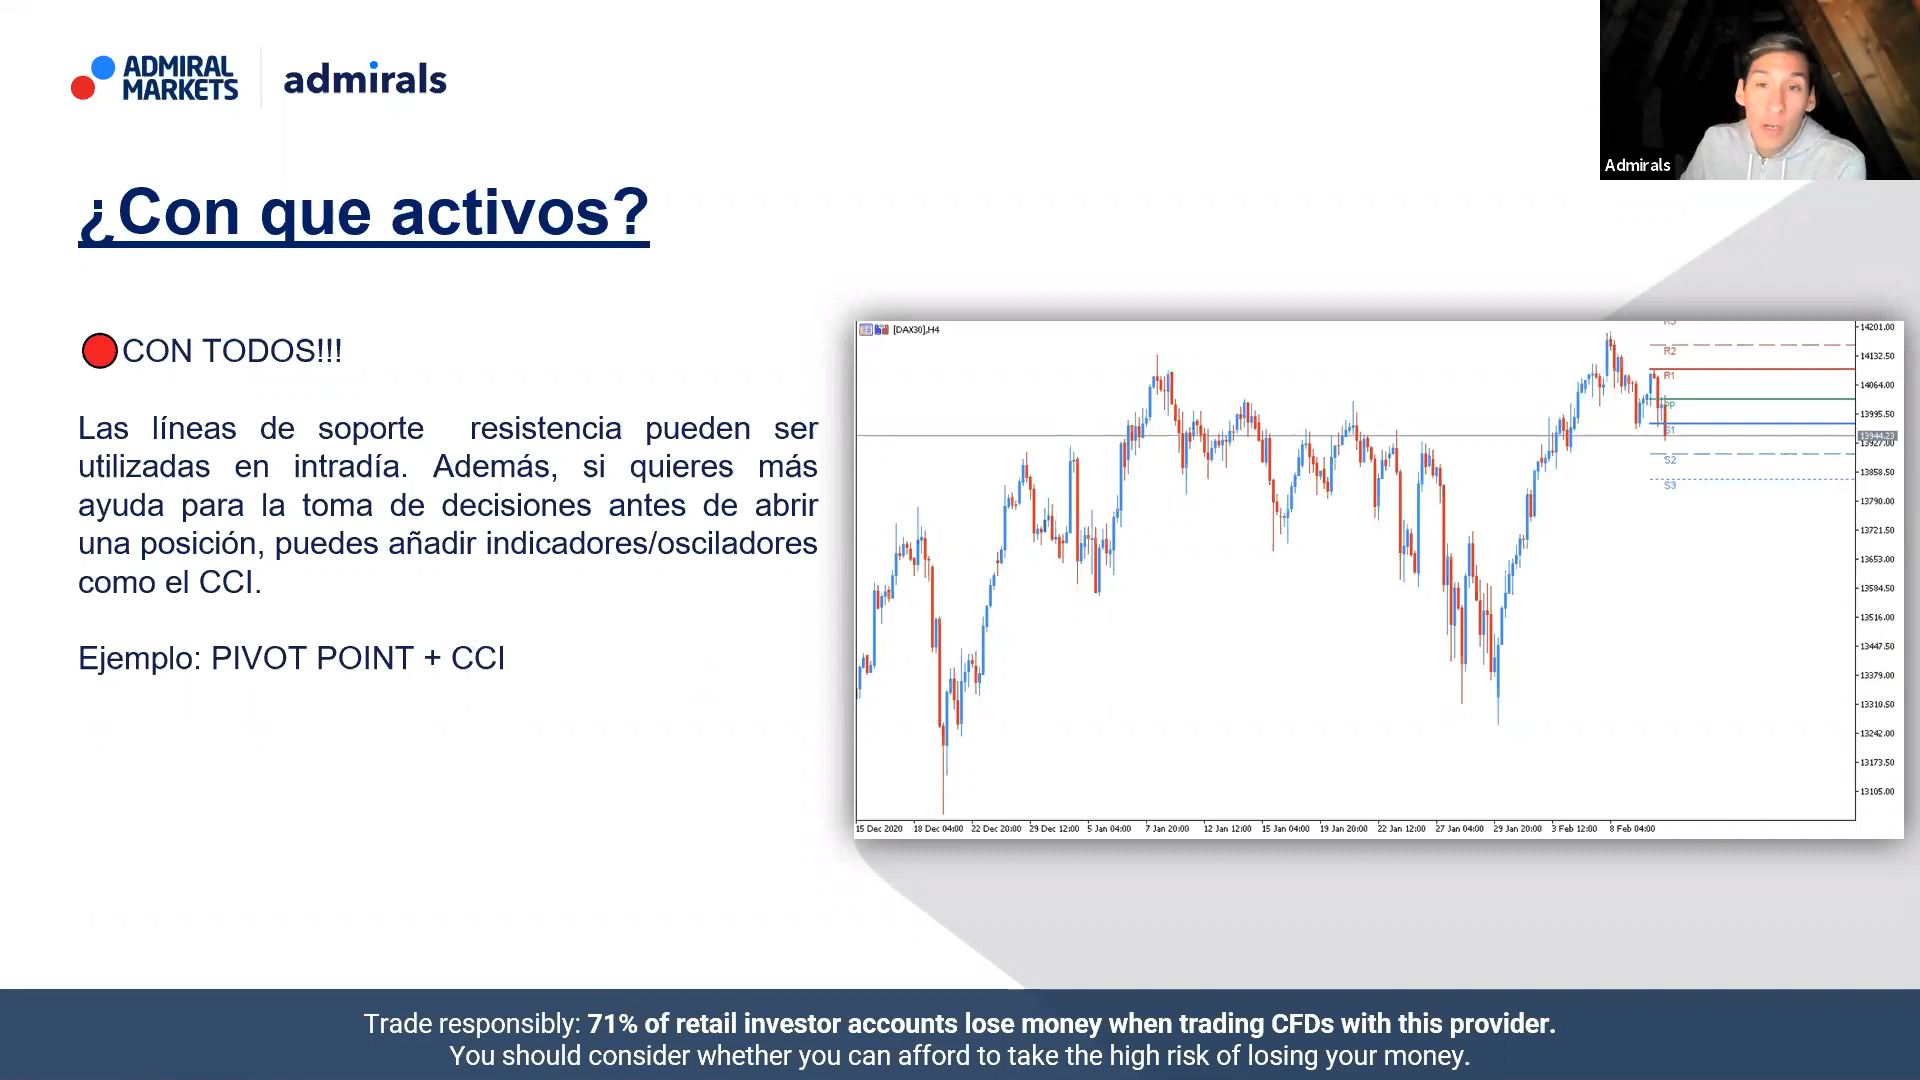 ADMIRAL
MARKETS
admirals
Admirals
¿Con que activos?
CON TODOS!!!
Las líneas de soporte resistencia pueden ser
utilizadas en intradía. Además, si quieres más
ayuda para la toma de decisiones antes de abrir
una posición, puedes añadir indicadores/osciladores
como el CCI.
Ejemplo: PIVOT POINT + CCI
[DAX30],H4
R3
R2
R1
PP
S1
S2
S3
14201.00
14132.50
14064.00
13995.50
13944.23
13927.00
13858.50
13790.00
13721.50
13653.00
13584.50
13516.00
13447.50
13379.00
13310.50
13242.00
13173.50
13105.00
15 Dec 2020
18 Dec 04:00
22 Dec 20:00
29 Dec 12:00
5 Jan 04:00
7 Jan 20:00
12 Jan 12:00
15 Jan 04:00
19 Jan 20:00
22 Jan 12:00
27 Jan 04:00
29 Jan 20:00
3 Feb 12:00
8 Feb 04:00
Trade responsibly: 71% of retail investor accounts lose money when trading CFDs with this provider.
You should consider whether you can afford to take the high risk of losing your money.